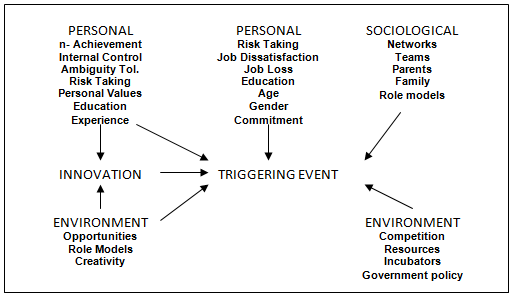 PERSONAL
n- Achievement
Internal Control
Ambiguity Tol.
Risk Taking
Personal Values
Education
Experience
PERSONAL
Risk Taking
Job Dissatisfaction
Job Loss
Education
Age
Gender
Commitment
SOCIOLOGICAL
Networks
Teams
Parents
Family
Role models
INNOVATION
TRIGGERING EVENT
ENVIRONMENT
Opportunities
Role Models
Creativity
ENVIRONMENT
Competition
Resources
Incubators
Government policy